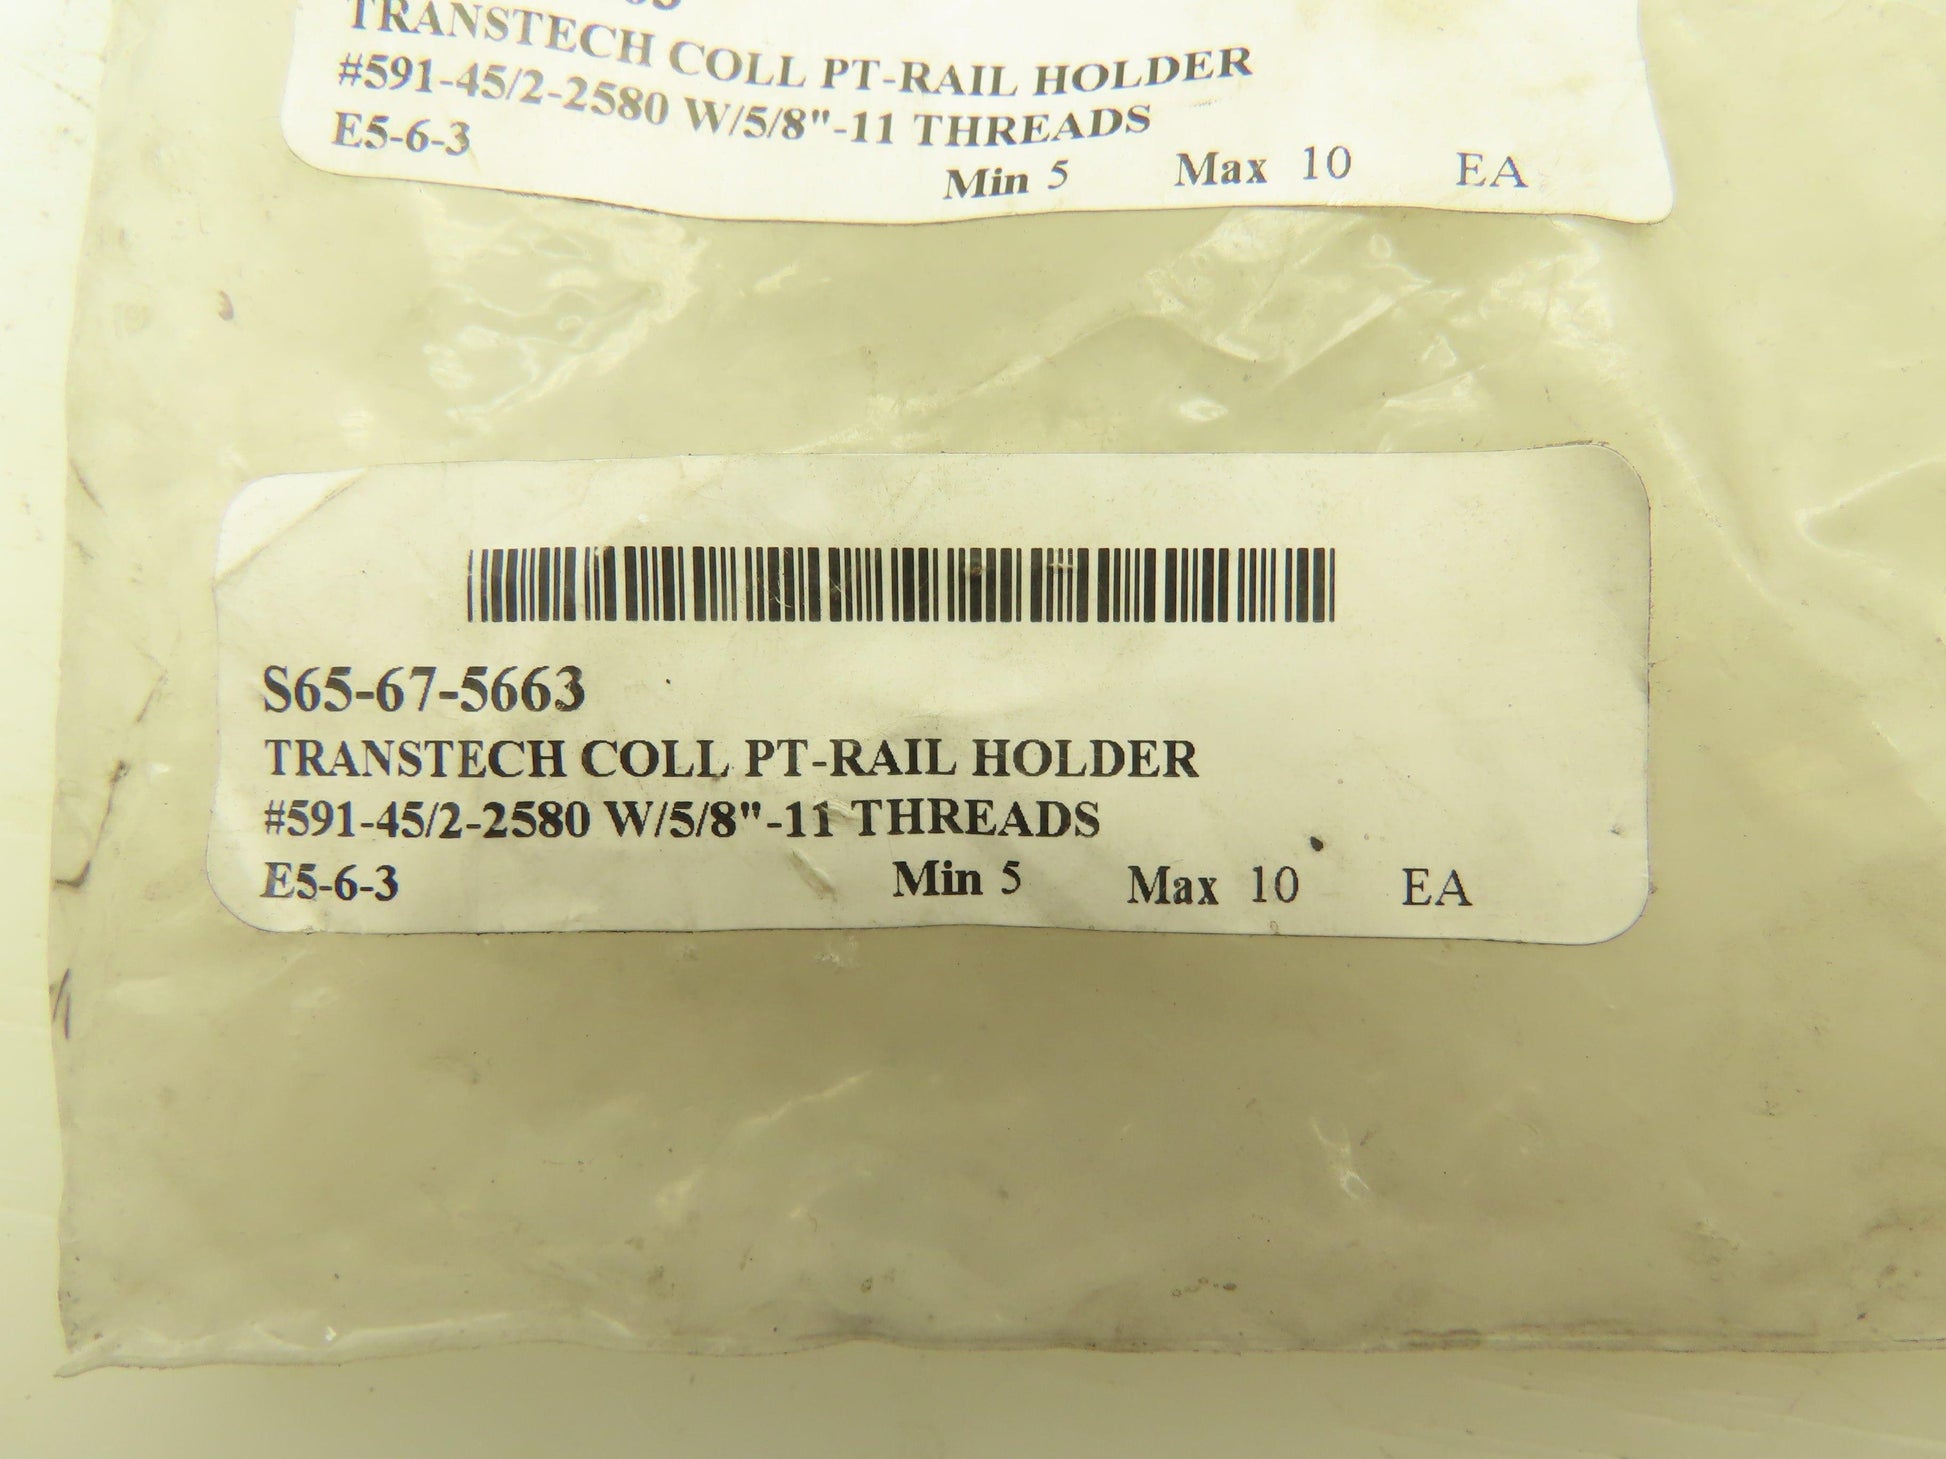 TRANSTECH COLL PT-RAIL HOLDER
#591-45/2-2580 W/5/8"-11 THREADS
E5-6-3 Min 5 Max 10 EA
S65-67-5663
TRANSTECH COLL PT-RAIL HOLDER
#591-45/2-2580 W/5/8"-11 THREADS
E5-6-3 Min 5 Max 10 EA